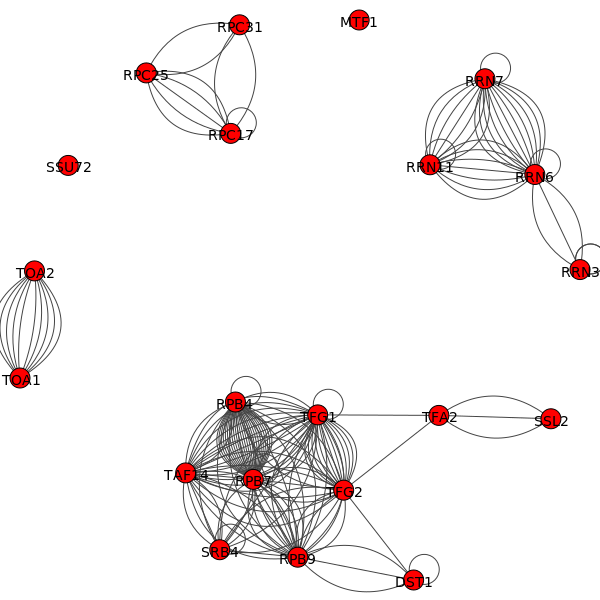 MTF1
RPC31
RPC25
RRN7
RPC17
SSU72
RRN11
RRN6
TOA2
RRN3
TOA1
RPB4
TFG1
TFA2
SSL2
TAF14
RPB7
TFG2
SRB4
RPB9
DST1